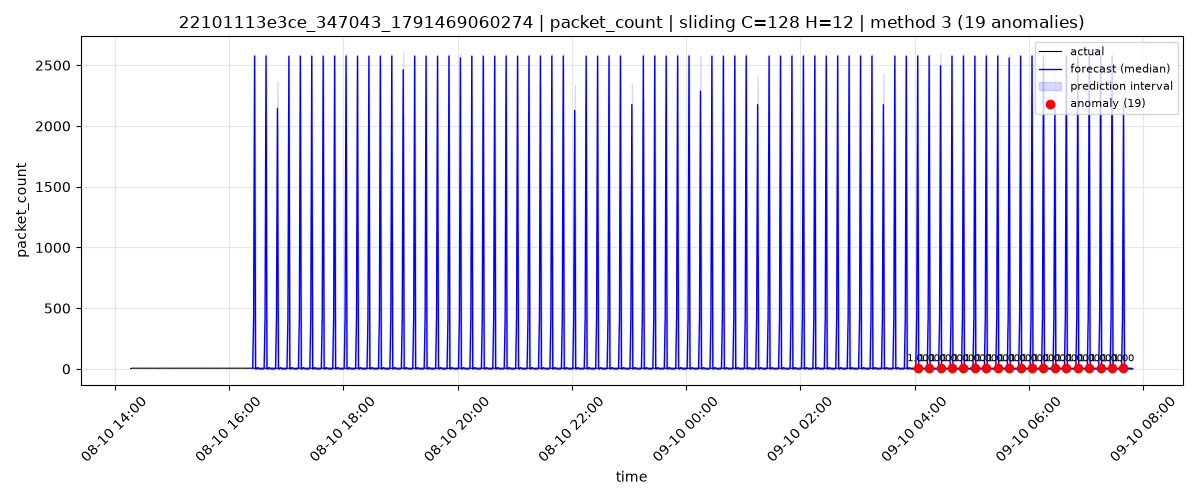 22101113e3ce_347043_1791469060274 | packet_count | sliding C=128 H=12 | method 3 (19 anomalies)
actual
forecast (median)
prediction interval
anomaly (19)
packet_count
2500
2000
1500
1000
500
0
08-10 14:00
08-10 16:00
08-10 18:00
08-10 20:00
08-10 22:00
09-10 00:00
09-10 02:00
09-10 04:00
09-10 06:00
09-10 08:00
time